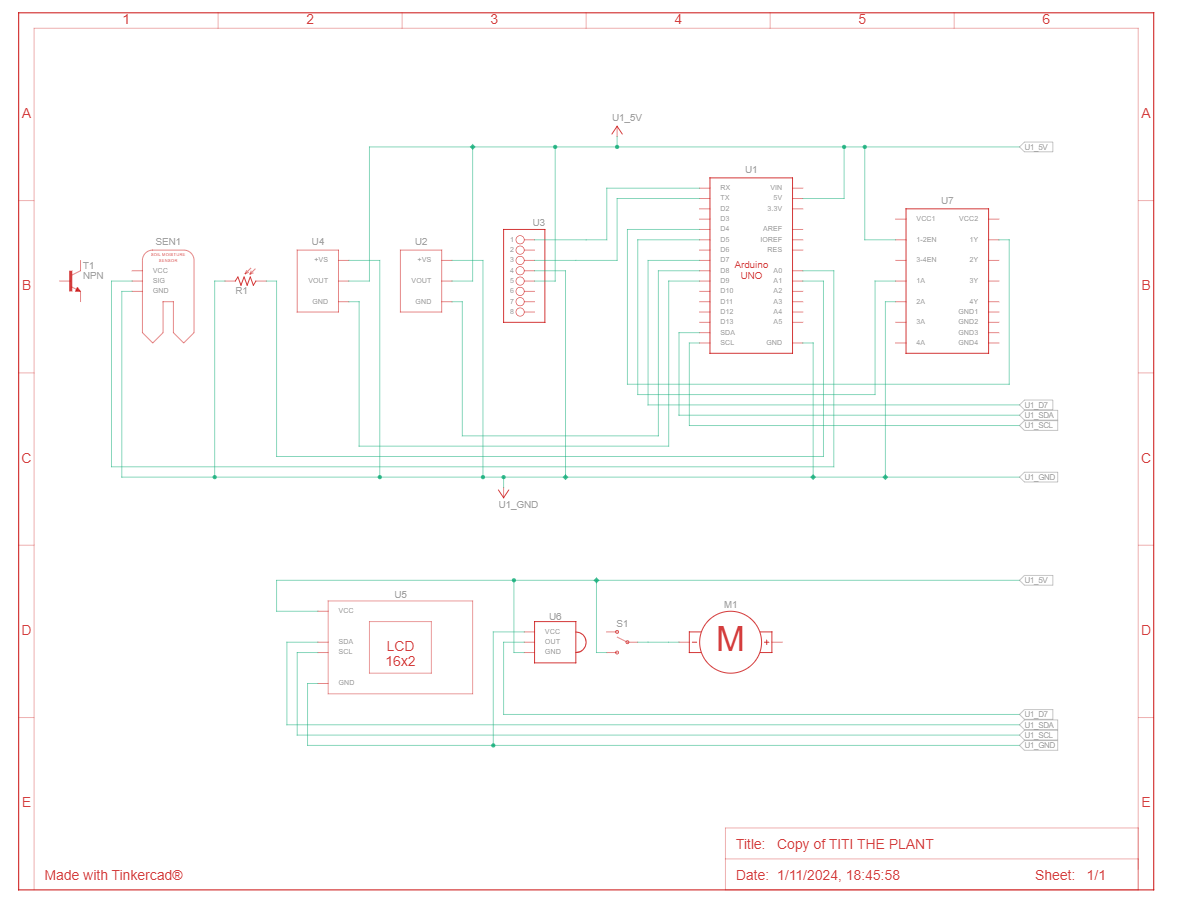 1 2 3 4 5 6
A A
U1_5V
U1_5V
U1
RX VIN
TX 5V
D2 3.3V
D3
D4 AREF
D5 IOREF
D6 RES
D7
D8 A0
D9 A1
D10 A2
D11 A3
D12 A4
D13 A5
SDA
SCL GND
Arduino
UNO
U7
VCC1 VCC2
1-2EN 1Y
3-4EN 2Y
1A 3Y
2A 4Y
GND1
3A GND2
GND3
4A GND4
U3
1
2
3
4
5
6
7
8
SEN1
SOIL MOISTURE
SENSOR
VCC
SIG
GND
U4
+VS
VOUT
GND
U2
+VS
VOUT
GND
T1
NPN
R1
B B
U1_D7
U1_SDA
U1_SCL
C C
U1_GND
U1_GND
U1_5V
U5
VCC
SDA
SCL
GND
LCD
16x2
U6
VCC
OUT
GND
S1
M1
M
- +
D D
U1_D7
U1_SDA
U1_SCL
U1_GND
E E
Title: Copy of TITI THE PLANT
Made with Tinkercad®
Date: 1/11/2024, 18:45:58 Sheet: 1/1